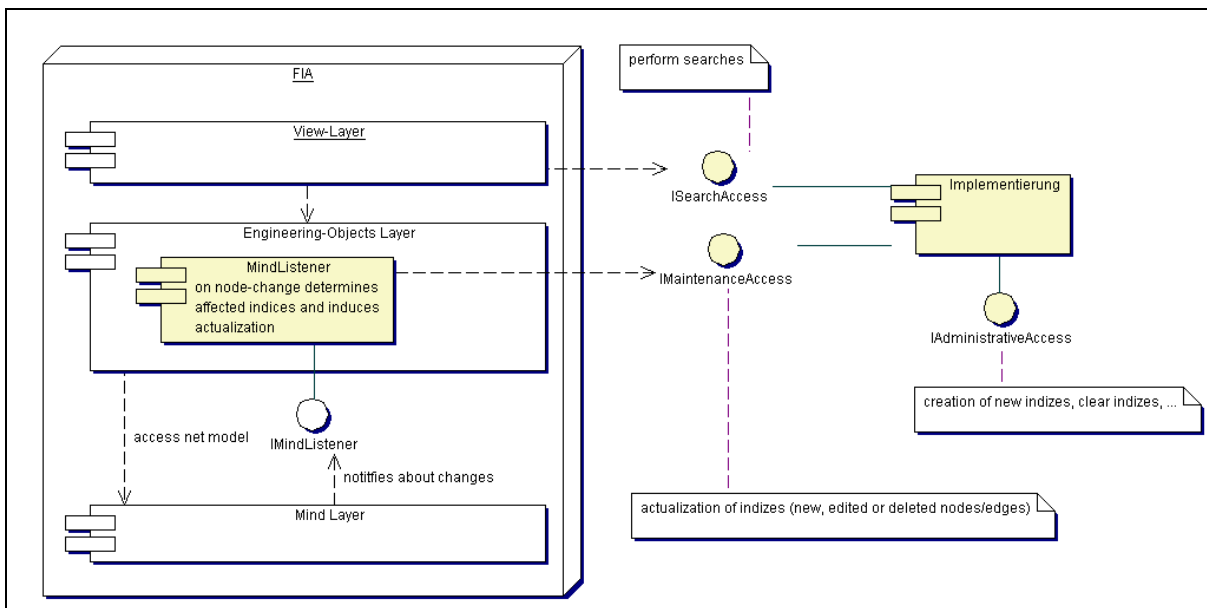 FIA
perform searches
View-Layer
ISearchAccess
Implementierung
Engineering-Objects Layer
MindListener
on node-change determines
affected indices and induces
actualization
IMaintenanceAccess
IAdministrativeAccess
creation of new indizes, clear indizes, ...
IMindListener
access net model
notitfies about changes
actualization of indizes (new, edited or deleted nodes/edges)
Mind Layer